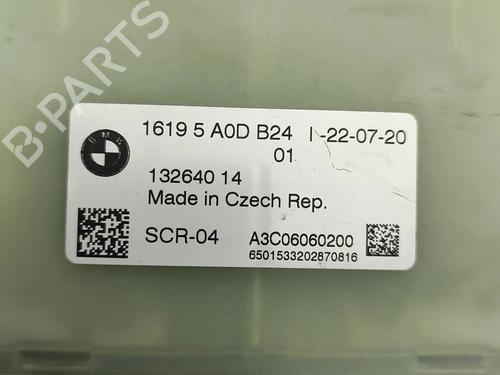 B-PARTS
BMW
1619 5 A0D B24 I-22-07-20
01
132640 14
Made in Czech Rep.
SCR-04 A3C06060200
6501533202870816